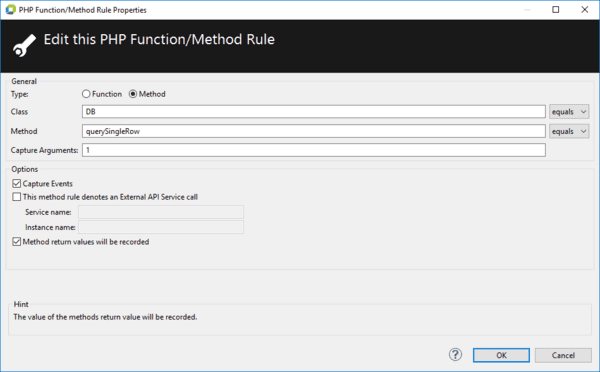 PHP Function/Method Rule Properties
Edit this PHP Function/Method Rule
General
Type: Function Method
Class DB equals
Method querySingleRow equals
Capture Arguments: 1
Options
Capture Events
This method rule denotes an External API Service call
Service name:
Instance name:
Method return values will be recorded
Hint
The value of the methods return value will be recorded.
? OK Cancel